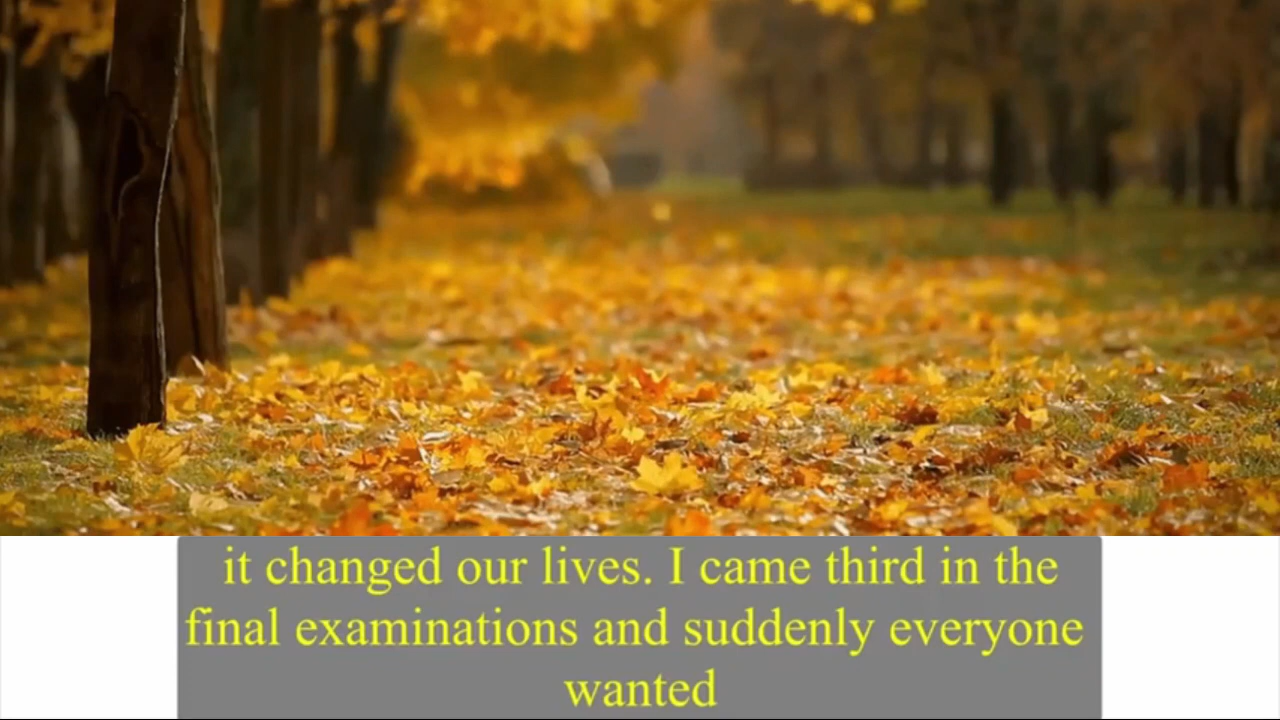 it changed our lives. I came third in the
final examinations and suddenly everyone
wanted